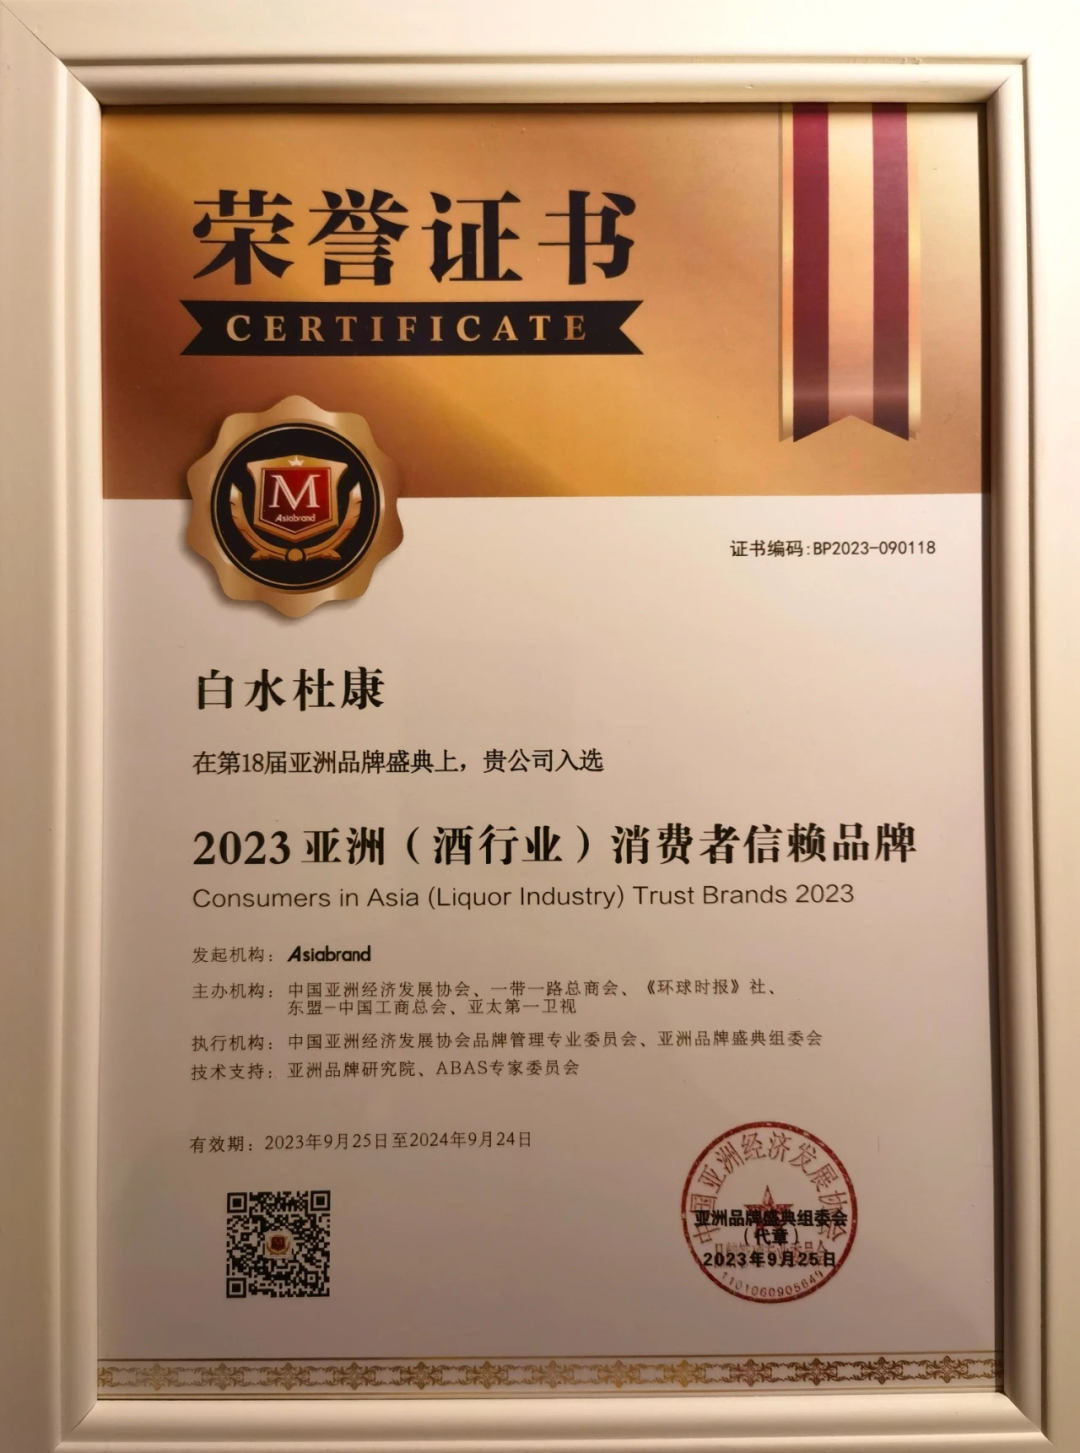 荣誉证书
CERTIFICATE
M
Asiabrand
证书编码:BP2023-090118
白水杜康
在第18届亚洲品牌盛典上，贵公司入选
2023亚洲（酒行业）消费者信赖品牌
Consumers in Asia (Liquor Industry) Trust Brands 2023
发起机构：Asiabrand
主办机构：中国亚洲经济发展协会、一带一路总商会、《环球时报》社、
东盟-中国工商总会、亚太第一卫视
执行机构：中国亚洲经济发展协会品牌管理专业委员会、亚洲品牌盛典组委会
技术支持：亚洲品牌研究院、ABAS专家委员会
有效期：2023年9月25日至2024年9月24日
中国亚洲经济发展协会
亚洲品牌盛典组委会
（代章）
2023年9月25日
1101060905649